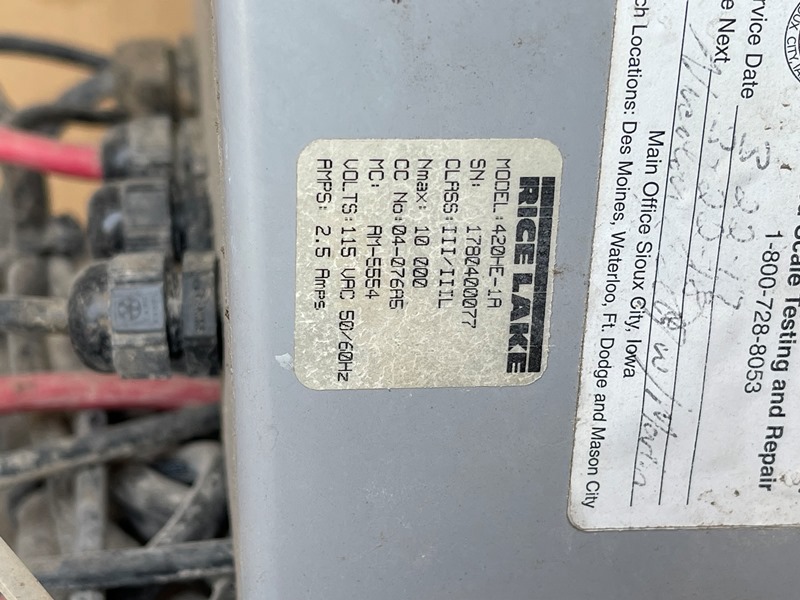 RICE LAKE
MODEL: 420HE-1A
SN: 1780400077
CLASS: III/IIIL
Nmax: 10 000
CC No: 04-076A5
MC: AM-5554
VOLTS: 115 VAC 50/60Hz
AMPS: 2.5 Amps
Scale Testing and Repair
1-800-728-8053
Service Date
Next
Main Office Sioux City, Iowa
Locations: Des Moines, Waterloo, Ft. Dodge and Mason City